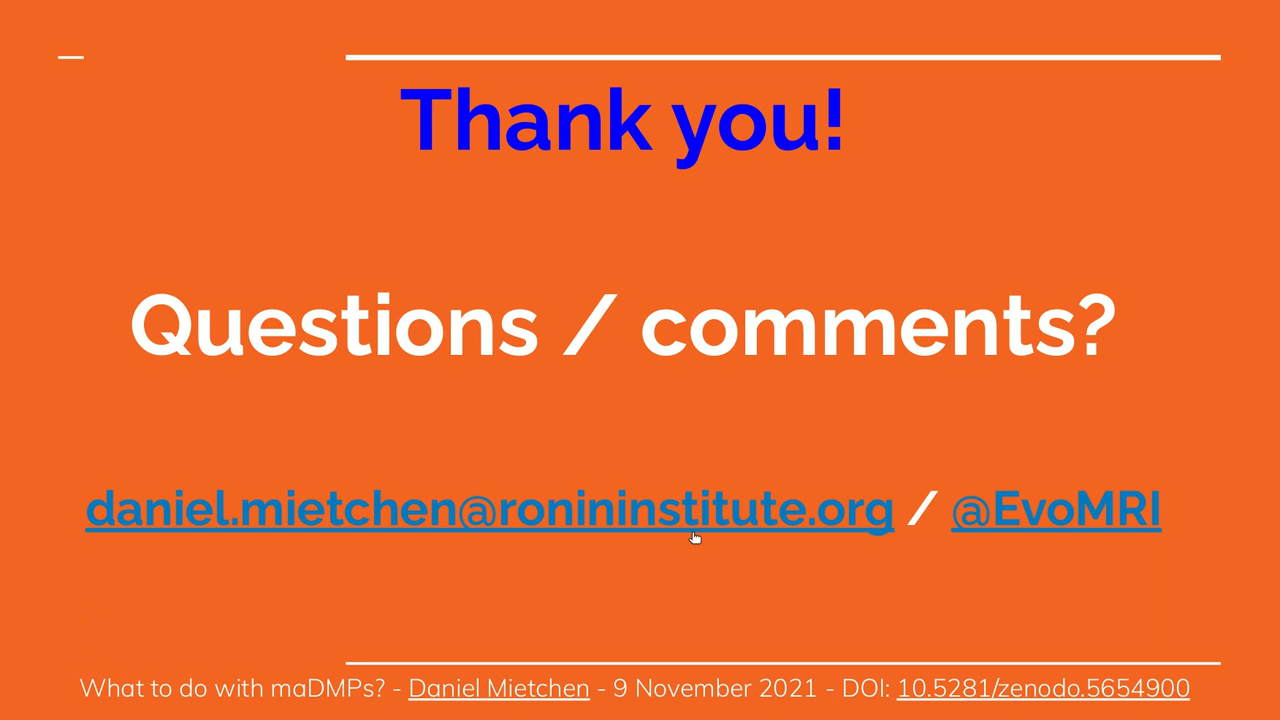 Thank you!
Questions / comments?
daniel.mietchen@ronininstitute.org / @EvoMRI
What to do with maDMPs? - Daniel Mietchen - 9 November 2021 - DOI: 10.5281/zenodo.5654900